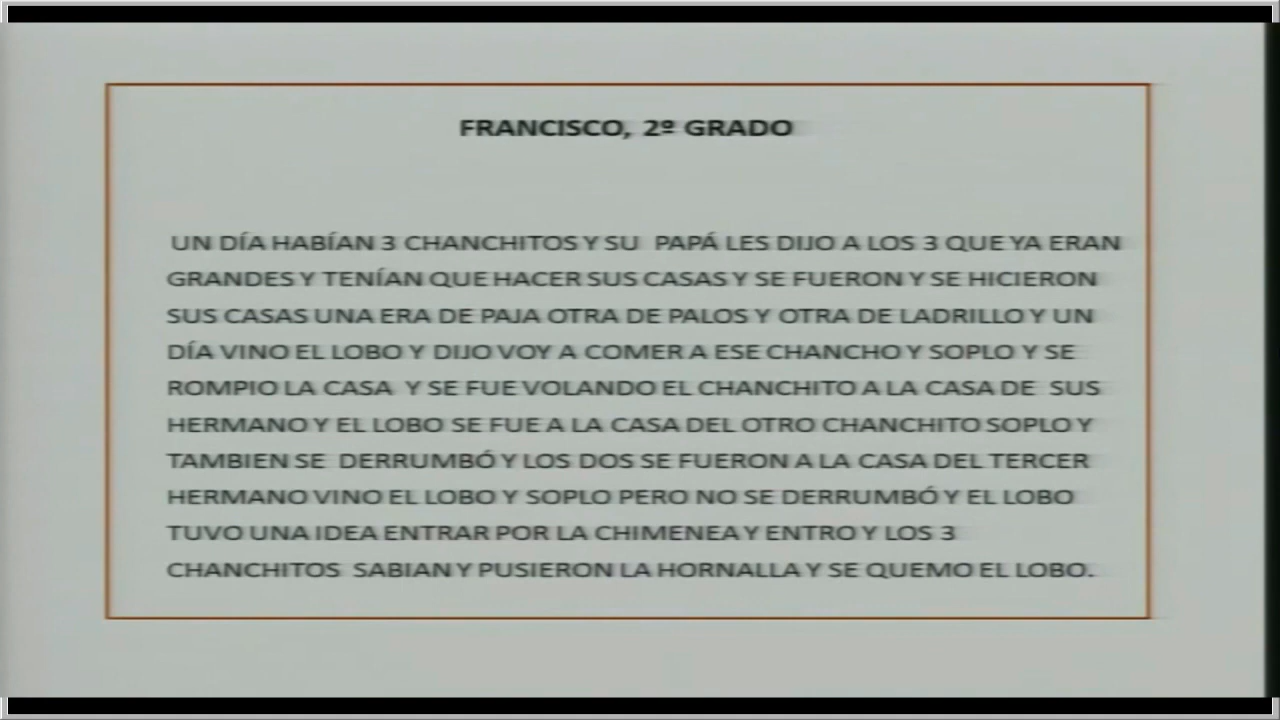 FRANCISCO, 2º GRADO
UN DÍA HABÍAN 3 CHANCHITOS Y SU PAPÁ LES DIJO A LOS 3 QUE YA ERAN
GRANDES Y TENÍAN QUE HACER SUS CASAS Y SE FUERON Y SE HICIERON
SUS CASAS UNA ERA DE PAJA OTRA DE PALOS Y OTRA DE LADRILLO Y UN
DÍA VINO EL LOBO Y DIJO VOY A COMER A ESE CHANCHO Y SOPLO Y SE
ROMPIO LA CASA Y SE FUE VOLANDO EL CHANCHITO A LA CASA DE SUS
HERMANO Y EL LOBO SE FUE A LA CASA DEL OTRO CHANCHITO SOPLO Y
TAMBIEN SE DERRUMBÓ Y LOS DOS SE FUERON A LA CASA DEL TERCER
HERMANO VINO EL LOBO Y SOPLO PERO NO SE DERRUMBÓ Y EL LOBO
TUVO UNA IDEA ENTRAR POR LA CHIMENEA Y ENTRO Y LOS 3
CHANCHITOS SABIAN Y PUSIERON LA HORNALLA Y SE QUEMO EL LOBO.